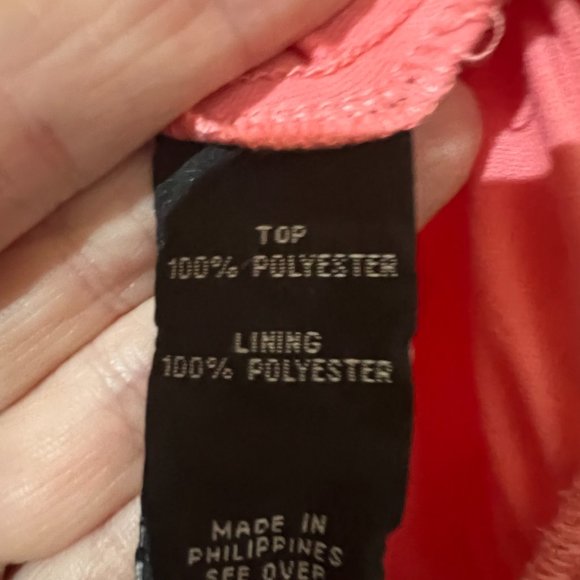 TOP
100% POLYESTER
LINING
100% POLYESTER
MADE IN
PHILIPPINES
SEE OVER